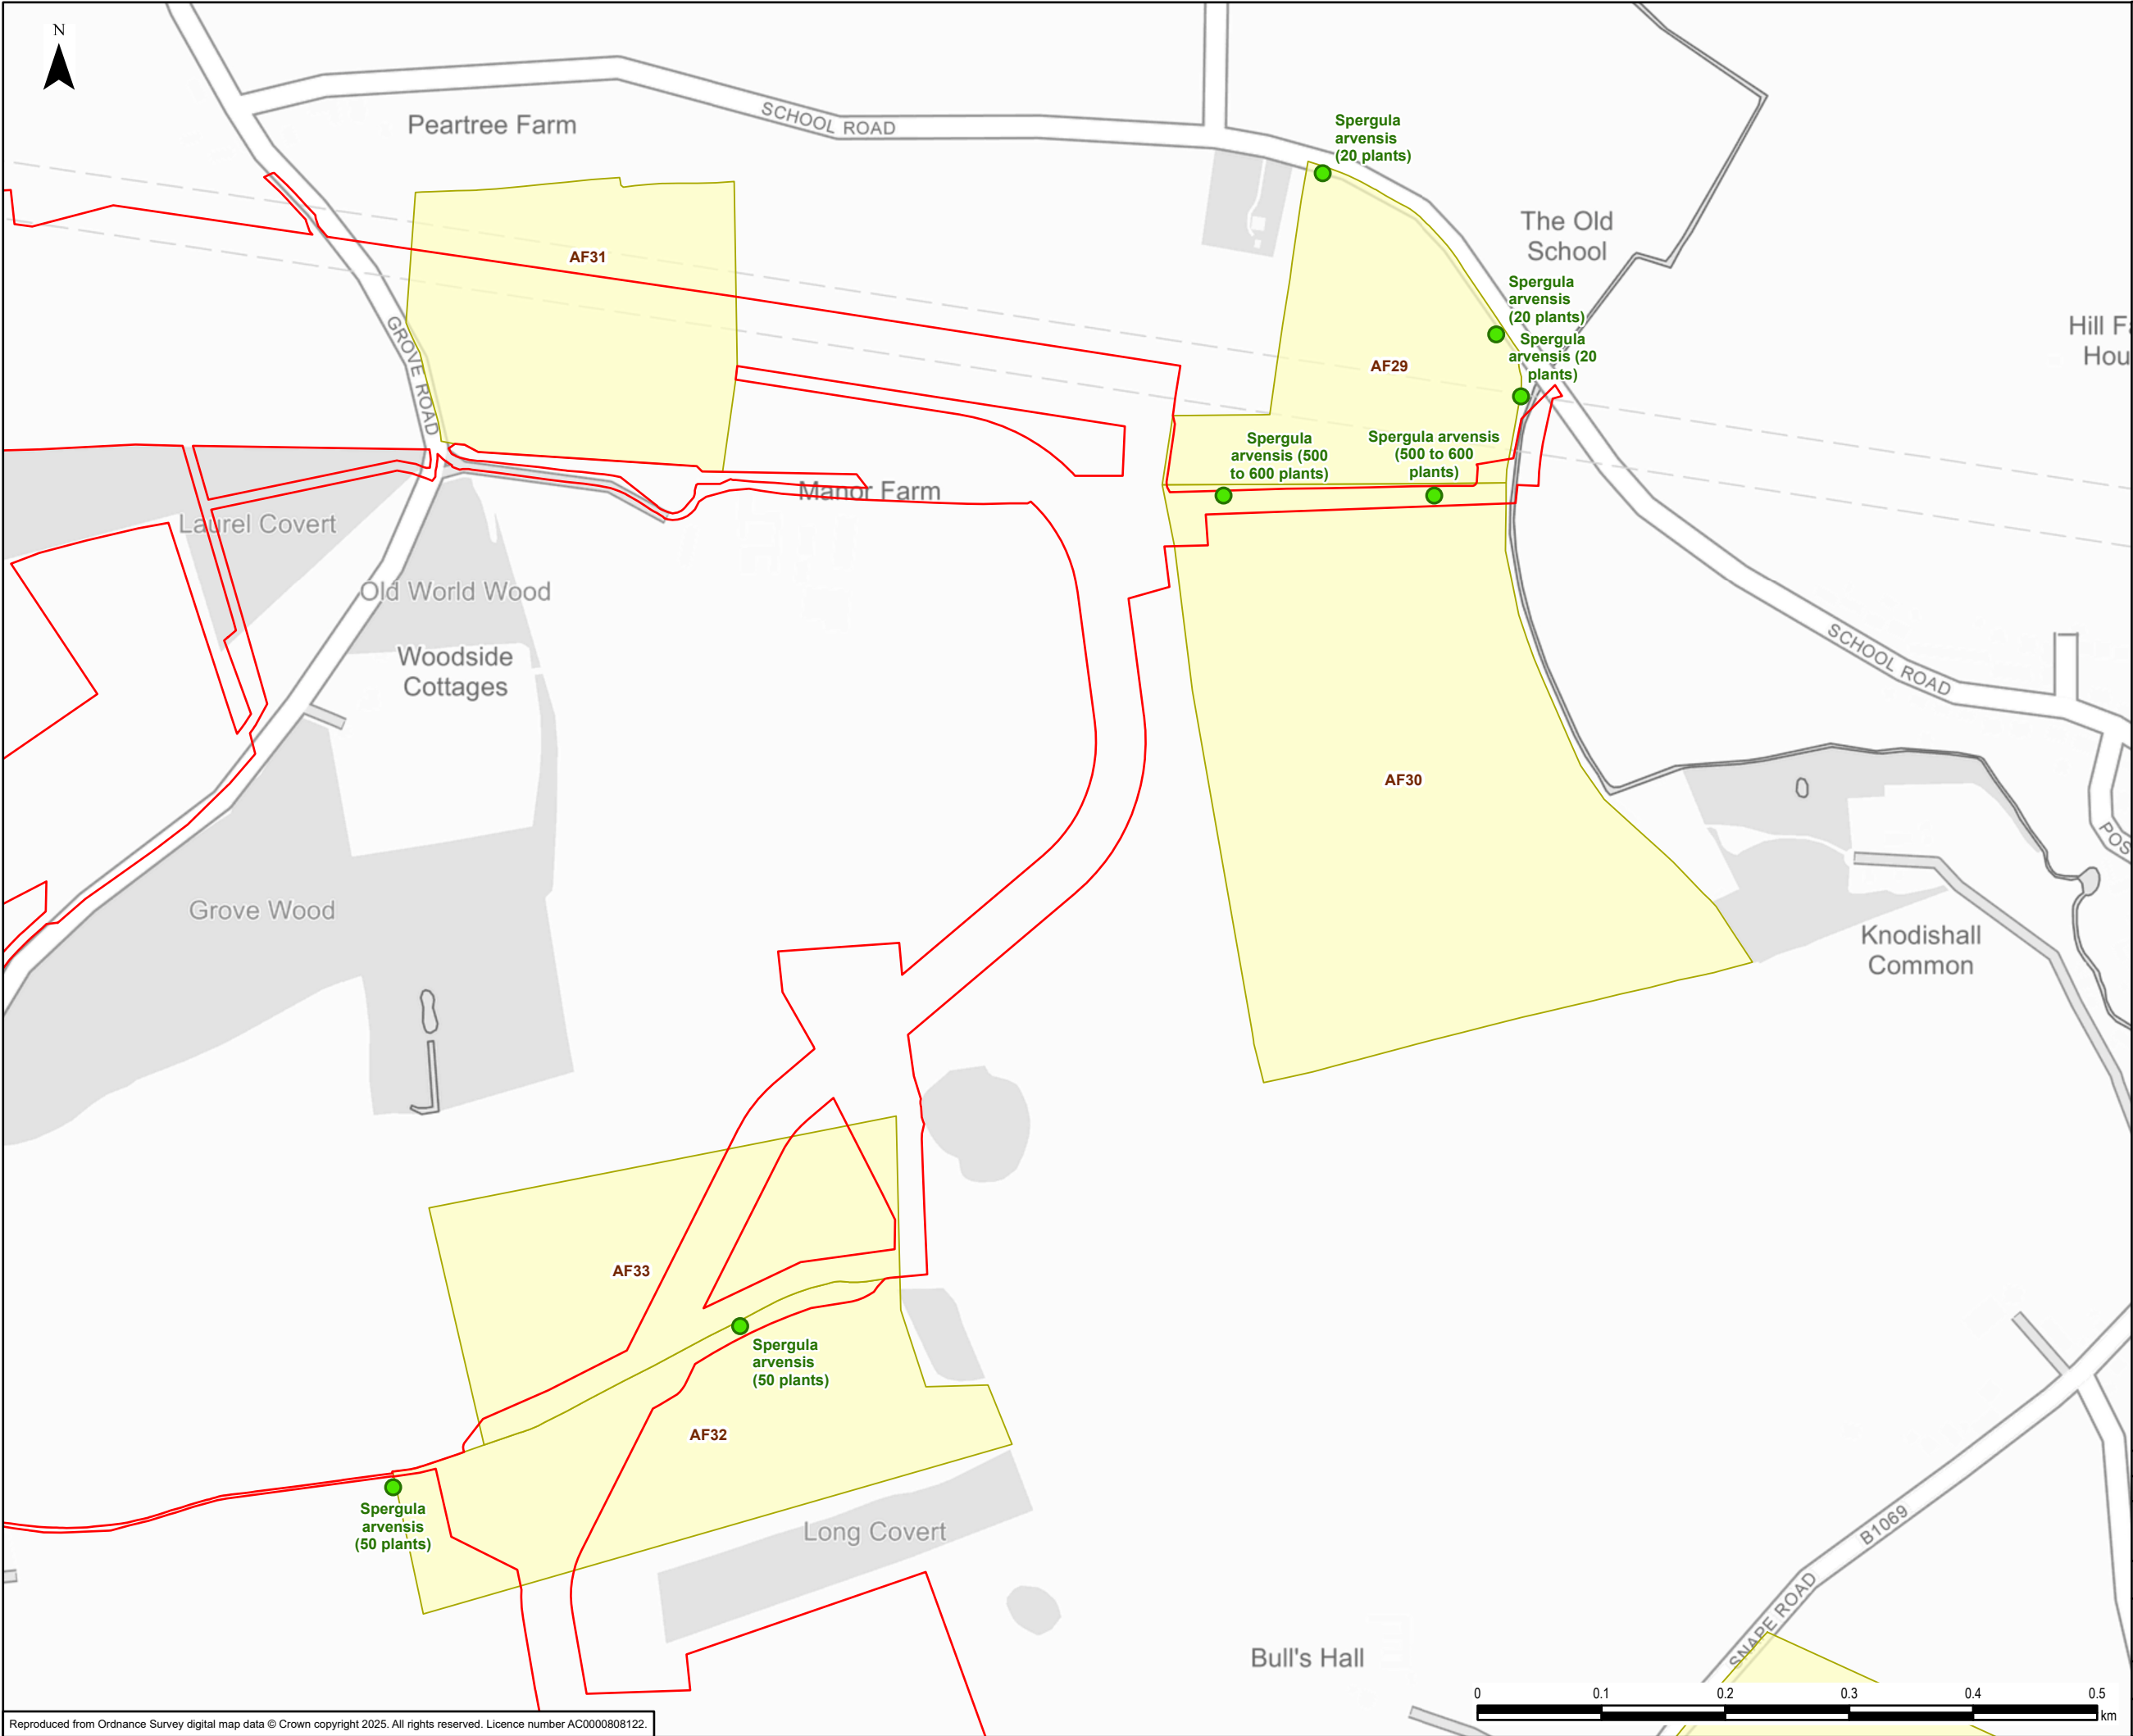 N
Peartree Farm
SCHOOL ROAD
Spergula
arvensis
(20 plants)
The Old
School
AF31
Spergula
arvensis
(20 plants)
Hill Fa
Hou
GROVE ROAD
Spergula
arvensis (20
plants)
AF29
Spergula
arvensis (500
to 600 plants)
Spergula arvensis
(500 to 600
plants)
Manor Farm
Laurel Covert
Old World Wood
Woodside
Cottages
SCHOOL ROAD
AF30
POS
Grove Wood
Knodishall
Common
AF33
Spergula
arvensis
(50 plants)
AF32
Spergula
arvensis
(50 plants)
Long Covert
B1069
SNAPE ROAD
Bull's Hall
0 0.1 0.2 0.3 0.4 0.5
km
Reproduced from Ordnance Survey digital map data © Crown copyright 2025. All rights reserved. Licence number AC0000808122.